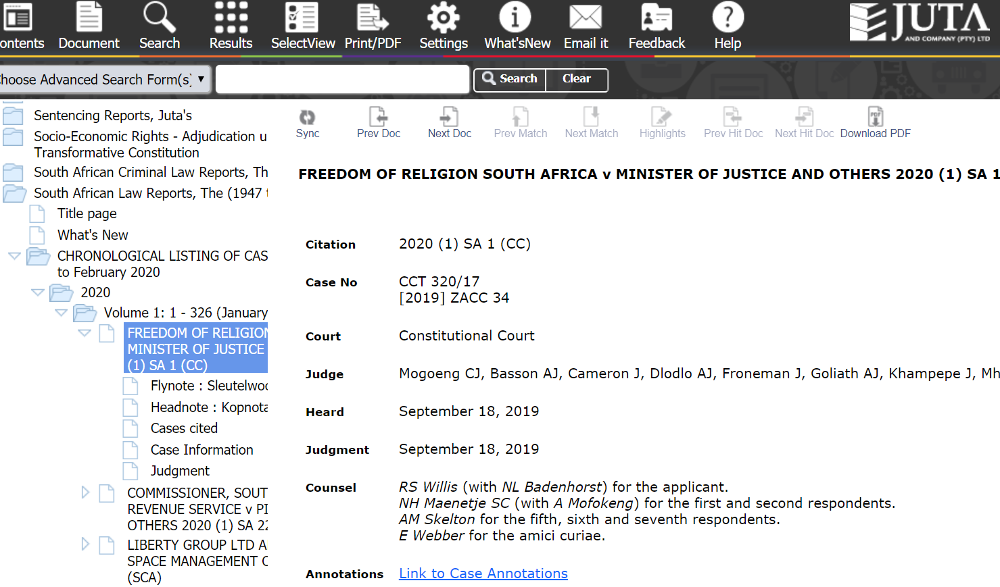 ontents Document Search Results SelectView Print/PDF Settings What'sNew Email it Feedback Help
JUTA
AND COMPANY (PTY) LTD
hoose Advanced Search Form(s) Search Clear
Sentencing Reports, Juta's
Socio-Economic Rights - Adjudication u
Transformative Constitution
South African Criminal Law Reports, Th
South African Law Reports, The (1947 t
Title page
What's New
CHRONOLOGICAL LISTING OF CAS
to February 2020
2020
Volume 1: 1 - 326 (January
FREEDOM OF RELIGION
MINISTER OF JUSTICE
(1) SA 1 (CC)
Flynote : Sleutelwoo
Headnote : Kopnota
Cases cited
Case Information
Judgment
COMMISSIONER, SOUT
REVENUE SERVICE v PI
OTHERS 2020 (1) SA 22
LIBERTY GROUP LTD A
SPACE MANAGEMENT C
(SCA)
Sync Prev Doc Next Doc Prev Match Next Match Highlights Prev Hit Doc Next Hit Doc PDF Download PDF
FREEDOM OF RELIGION SOUTH AFRICA v MINISTER OF JUSTICE AND OTHERS 2020 (1) SA 1
Citation 2020 (1) SA 1 (CC)
Case No CCT 320/17
[2019] ZACC 34
Court Constitutional Court
Judge Mogoeng CJ, Basson AJ, Cameron J, Dlodlo AJ, Froneman J, Goliath AJ, Khampepe J, Mh
Heard September 18, 2019
Judgment September 18, 2019
Counsel RS Willis (with NL Badenhorst) for the applicant.
NH Maenetje SC (with A Mofokeng) for the first and second respondents.
AM Skelton for the fifth, sixth and seventh respondents.
E Webber for the amici curiae.
Annotations Link to Case Annotations